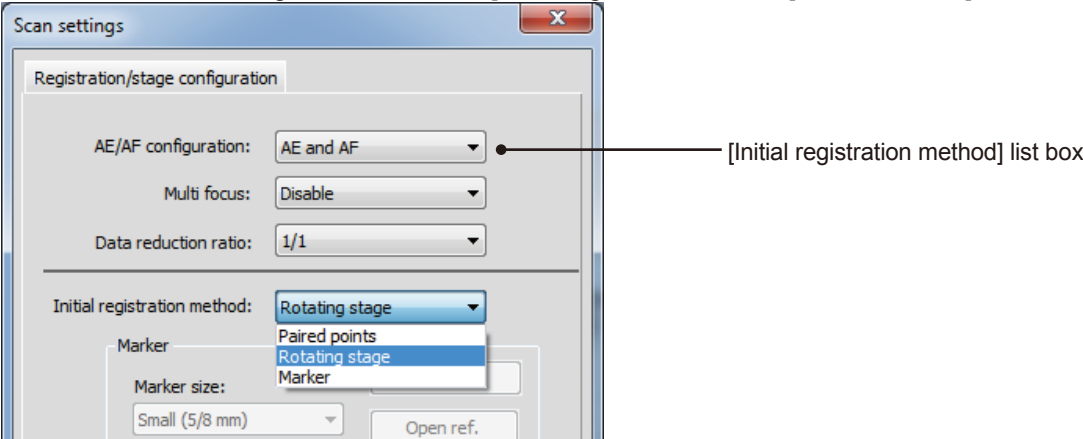 Scan settings
x
Registration/stage configuration
AE/AF configuration: AE and AF
[Initial registration method] list box
Multi focus: Disable
Data reduction ratio: 1/1
Initial registration method: Rotating stage
Paired points
Rotating stage
Marker
Marker
Marker size:
Small (5/8 mm)
Open ref.